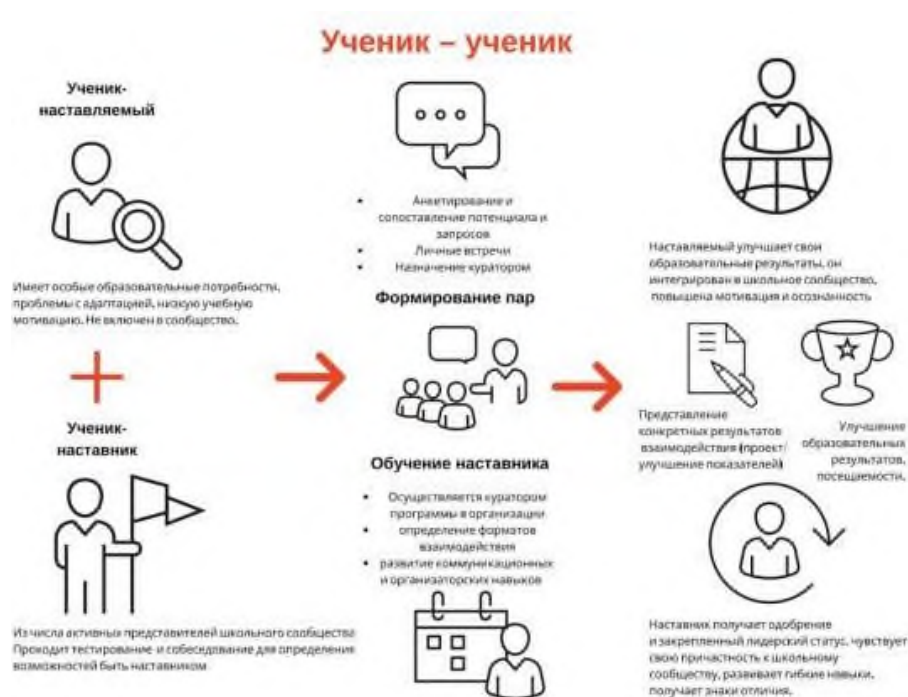 Ученик – ученик
Ученик-
наставляемый
Имеет особые образовательные потребности,
проблемы с адаптацией, низкую учебную
мотивацию. Не включен в сообщество.
Ученик-
наставник
Из числа активных представителей школьного сообщества
Проходит тестирование и собеседование для определения
возможностей быть наставником
• Анкетирование и
сопоставление потенциала и
запросов
• Личные встречи
• Назначение куратором
Формирование пар
Обучение наставника
• Осуществляется куратором
программы в организации
• определение форматов
взаимодействия
• развитие коммуникационных
и организаторских навыков
Наставляемый улучшает свои
образовательные результаты, он
интегрирован в школьное сообщество,
повышена мотивация и осознанность
Представление
конкретных результатов
взаимодействия (проект/
улучшение показателей)
Улучшение
образовательных
результатов,
посещаемости.
Наставник получает одобрение
и закрепленный лидерский статус, чувствует
свою причастность к школьному
сообществу, развивает гибкие навыки,
получает знаки отличия.